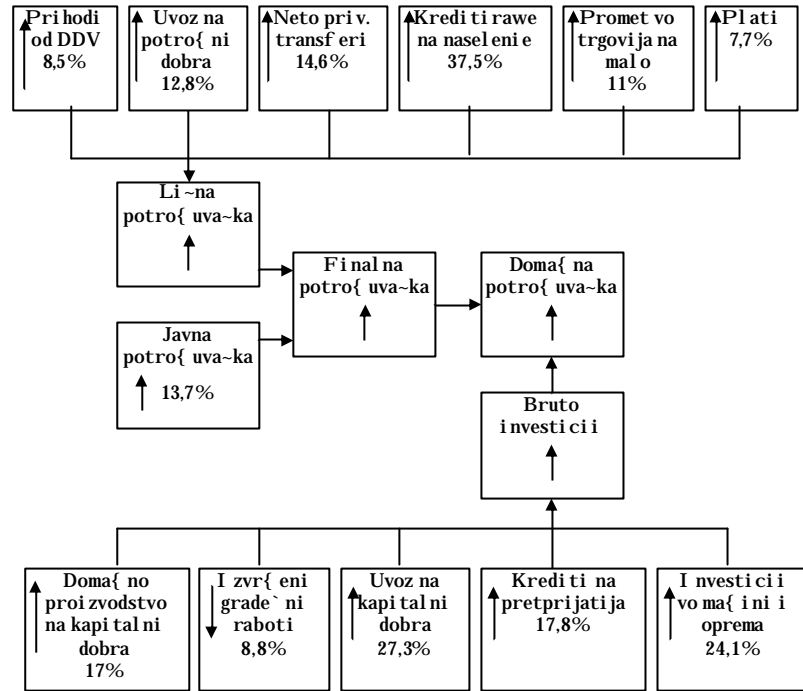 Prihodi
od DDV
8,5%
Uvoz na
potro{ni
dobra
12,8%
Neto priv.
transferi
14,6%
Kreditirawe
na naselenie
37,5%
Promet vo
trgovija na
malo
11%
Plati
7,7%
Li~na
potro{uva~ka
Finalna
potro{uva~ka
Doma{na
potro{uva~ka
Javna
potro{uva~ka
13,7%
Bruto
investicii
Doma{no
proizvodstvo
na kapitalni
dobra
17%
Izvr{eni
grade`ni
raboti
8,8%
Uvoz na
kapitalni
dobra
27,3%
Krediti na
pretprijatija
17,8%
Investicii
vo ma{ini i
oprema
24,1%